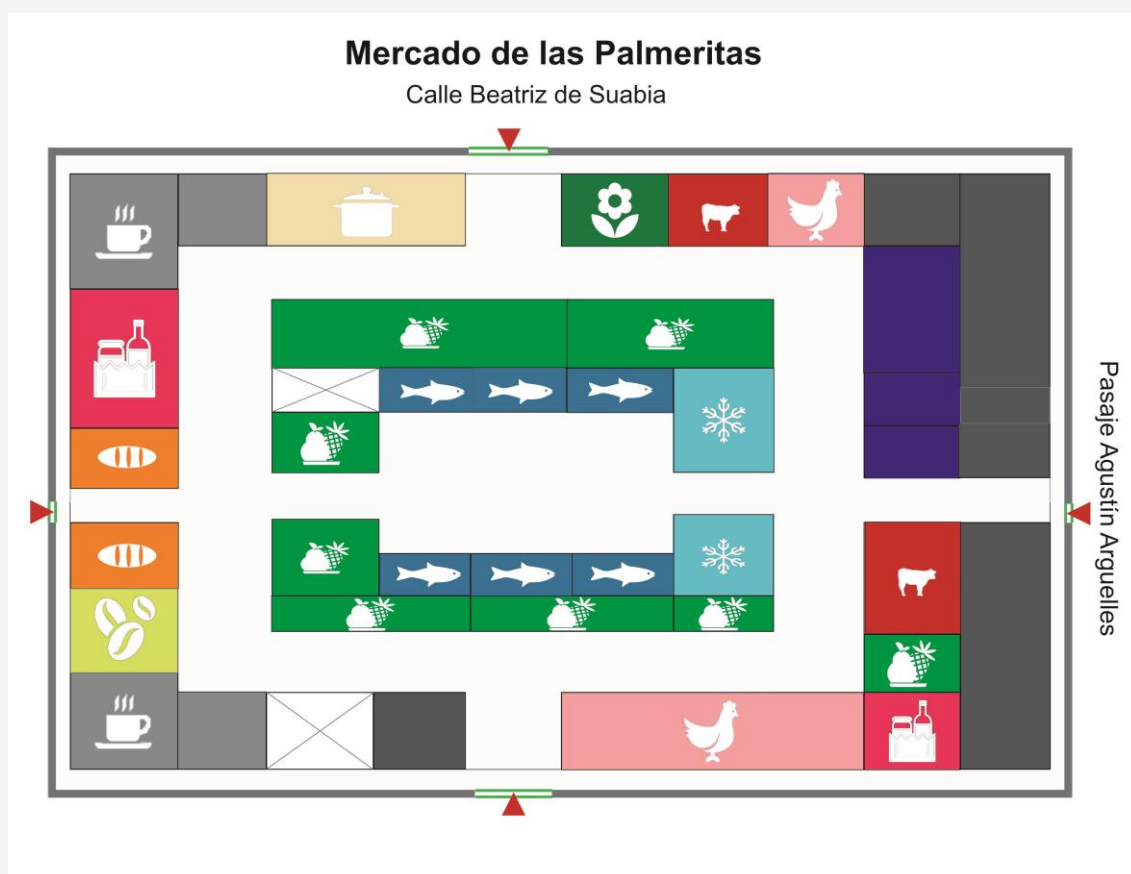 Mercado de las Palmeritas
Calle Beatriz de Suabia
Pasaje Agustín Arguelles